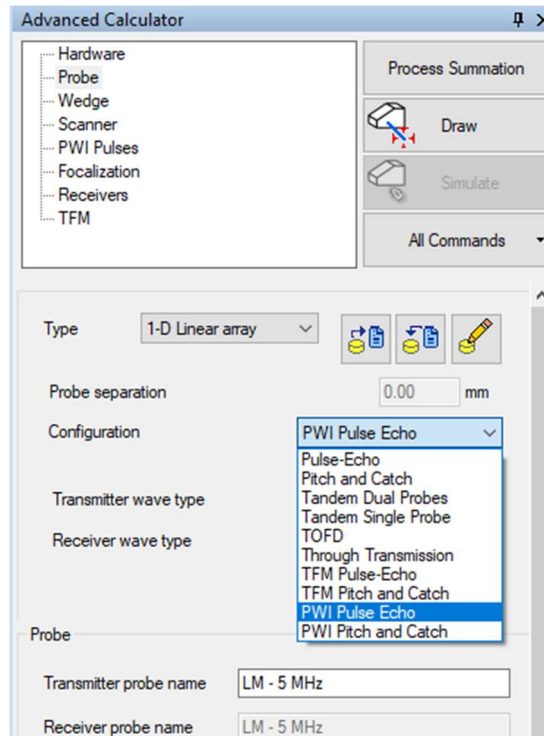 Advanced Calculator
Hardware
Probe
Wedge
Scanner
PWI Pulses
Focalization
Receivers
TFM
Process Summation
Draw
Simulate
All Commands
Type 1-D Linear array
Probe separation 0.00 mm
Configuration PWI Pulse Echo
Pulse-Echo
Pitch and Catch
Tandem Dual Probes
Tandem Single Probe
TOFD
Through Transmission
TFM Pulse-Echo
TFM Pitch and Catch
PWI Pulse Echo
PWI Pitch and Catch
Transmitter wave type
Receiver wave type
Probe
Transmitter probe name LM - 5 MHz
Receiver probe name LM - 5 MHz